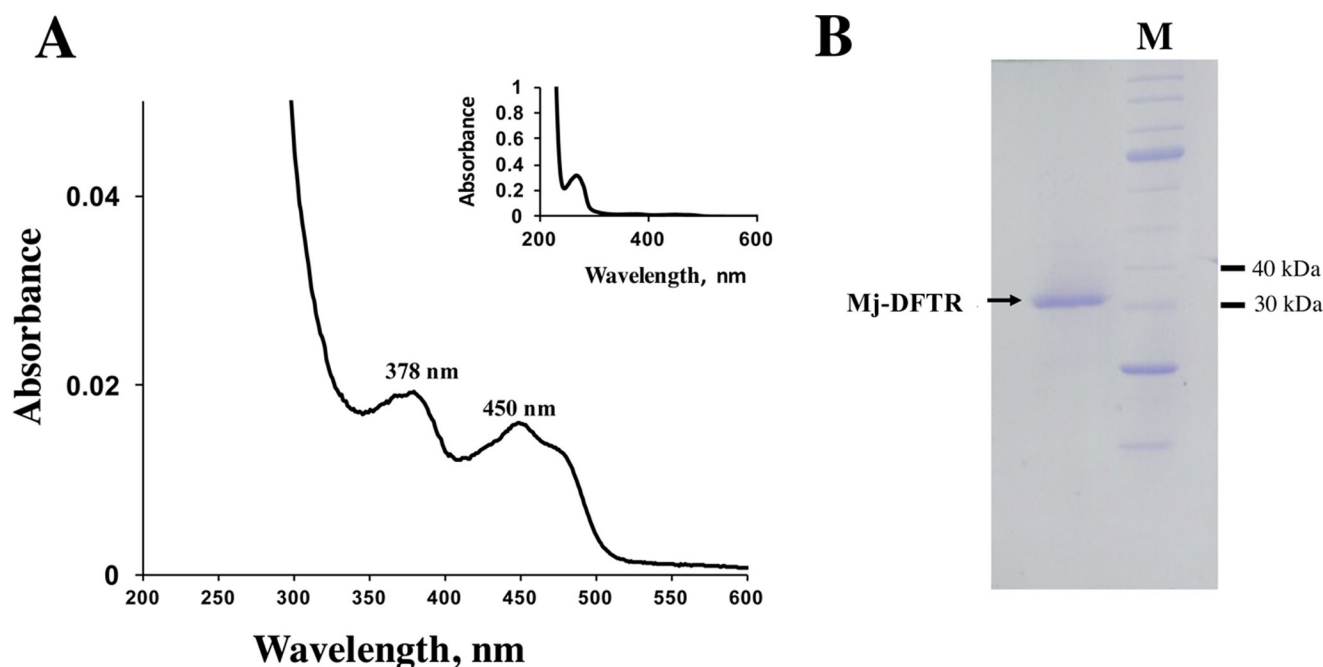 A
Absorbance
0.04
0.02
0
200 250 300 350 400 450 500 550 600
Wavelength, nm
378 nm
450 nm
Absorbance
1
0.8
0.6
0.4
0.2
0
200 400 600
Wavelength, nm
B
M
Mj-DFTR
40 kDa
30 kDa